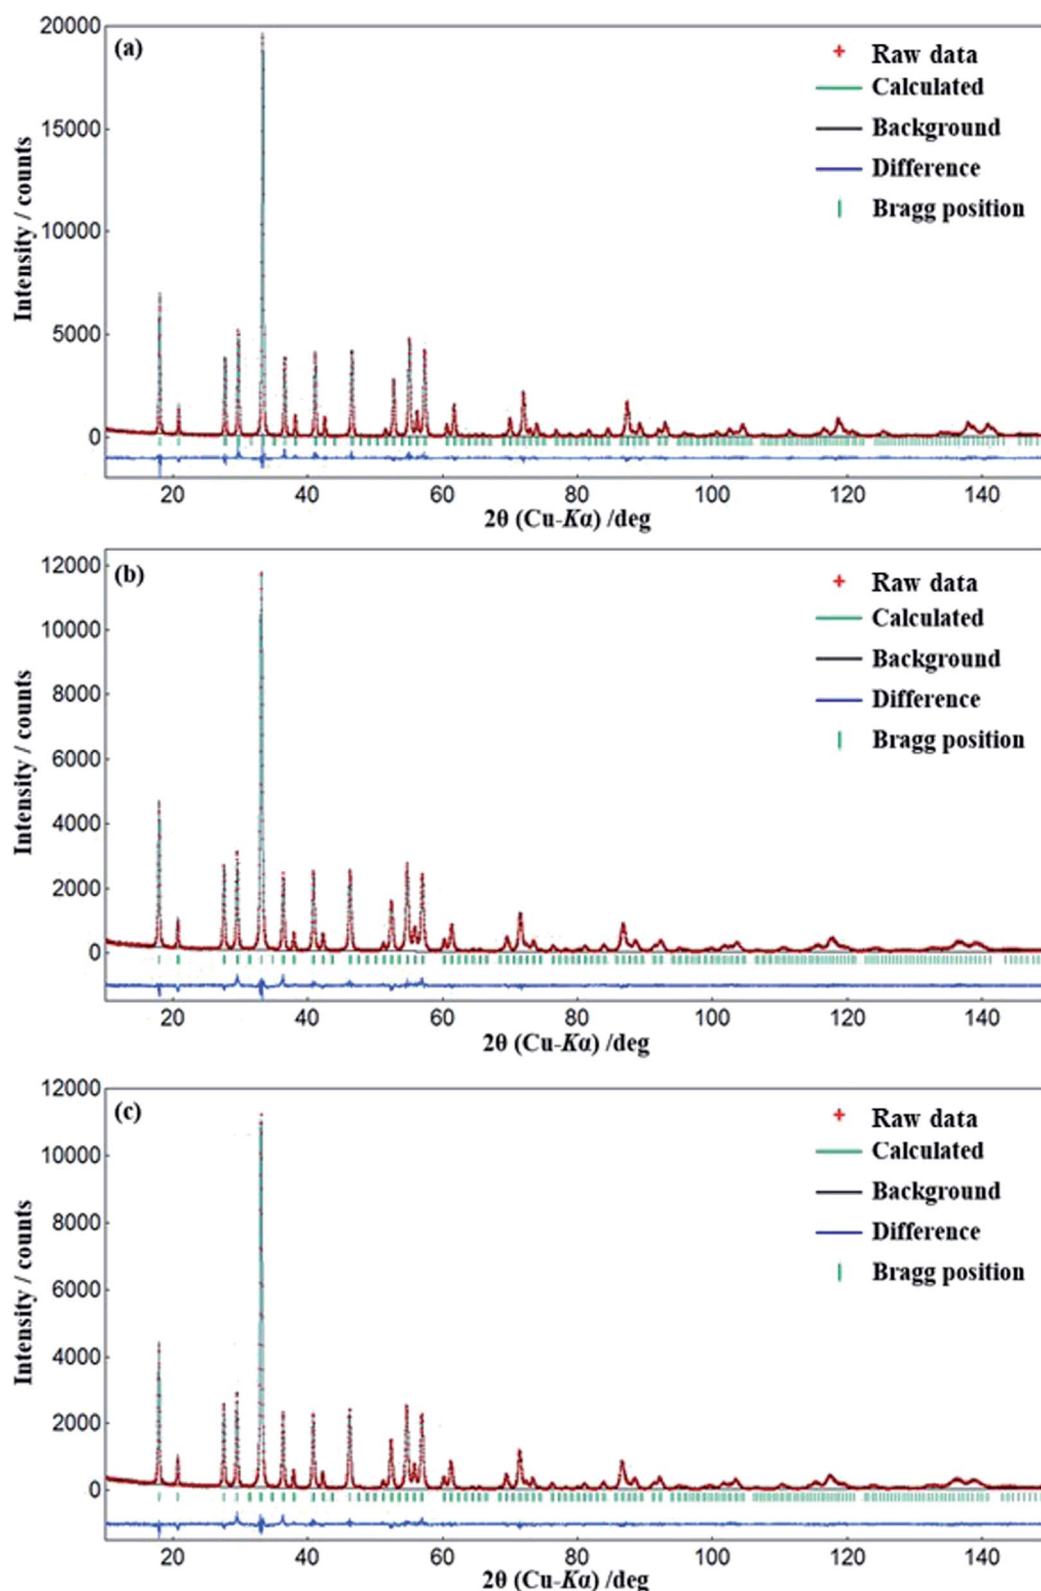 20000
(a)
Raw data
Calculated
15000
Background
Difference
Bragg position
10000
Intensity / counts
5000
0
20 40 60 80 100 120 140
2θ (Cu-Kα) /deg
12000
(b)
Raw data
Calculated
10000
Background
Difference
8000
Bragg position
Intensity / counts
6000
4000
2000
0
20 40 60 80 100 120 140
2θ (Cu-Kα) /deg
12000
(c)
Raw data
Calculated
10000
Background
Difference
8000
Bragg position
Intensity / counts
6000
4000
2000
0
20 40 60 80 100 120 140
2θ (Cu-Kα) /deg